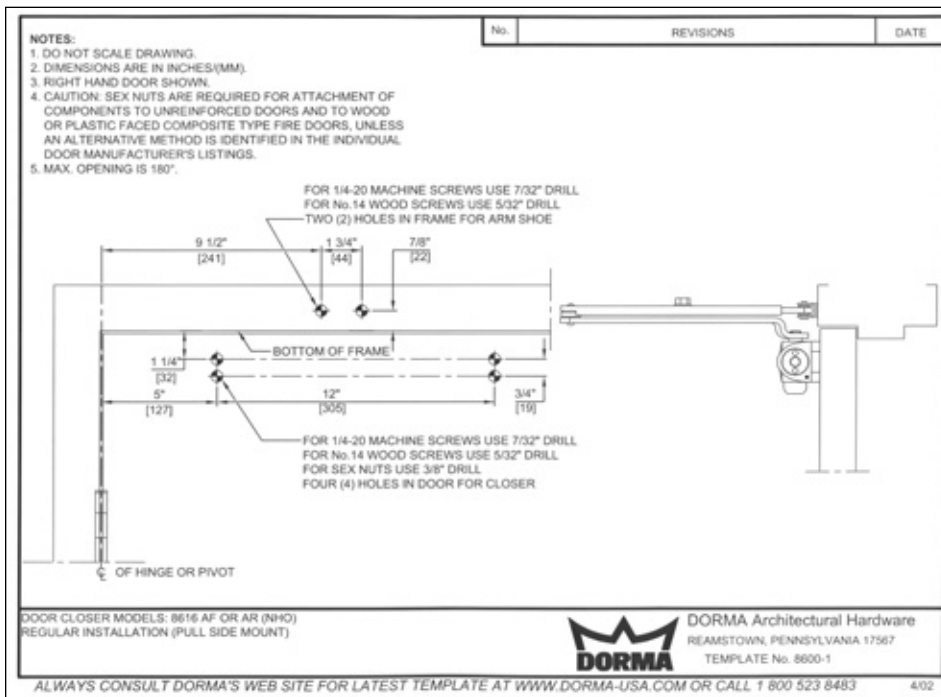 No. REVISIONS DATE
NOTES:
1. DO NOT SCALE DRAWING.
2. DIMENSIONS ARE IN INCHES/(MM).
3. RIGHT HAND DOOR SHOWN.
4. CAUTION: SEX NUTS ARE REQUIRED FOR ATTACHMENT OF
COMPONENTS TO UNREINFORCED DOORS AND TO WOOD
OR PLASTIC FACED COMPOSITE TYPE FIRE DOORS, UNLESS
AN ALTERNATIVE METHOD IS IDENTIFIED IN THE INDIVIDUAL
DOOR MANUFACTURER'S LISTINGS.
5. MAX. OPENING IS 180°.
FOR 1/4-20 MACHINE SCREWS USE 7/32" DRILL
FOR No.14 WOOD SCREWS USE 5/32" DRILL
TWO (2) HOLES IN FRAME FOR ARM SHOE
9 1/2" 1 3/4" 7/8"
[241] [44] [22]
BOTTOM OF FRAME
1 1/4"
[32]
5" 12" 3/4"
[127] [305] [19]
FOR 1/4-20 MACHINE SCREWS USE 7/32" DRILL
FOR No.14 WOOD SCREWS USE 5/32" DRILL
FOR SEX NUTS USE 3/8" DRILL
FOUR (4) HOLES IN DOOR FOR CLOSER
℄ OF HINGE OR PIVOT
DOOR CLOSER MODELS: 8616 AF OR AR (NHO)
REGULAR INSTALLATION (PULL SIDE MOUNT)
DORMA
DORMA Architectural Hardware
REAMSTOWN, PENNSYLVANIA 17567
TEMPLATE No. 8600-1
ALWAYS CONSULT DORMA'S WEB SITE FOR LATEST TEMPLATE AT WWW.DORMA-USA.COM OR CALL 1 800 523 8483 4/02